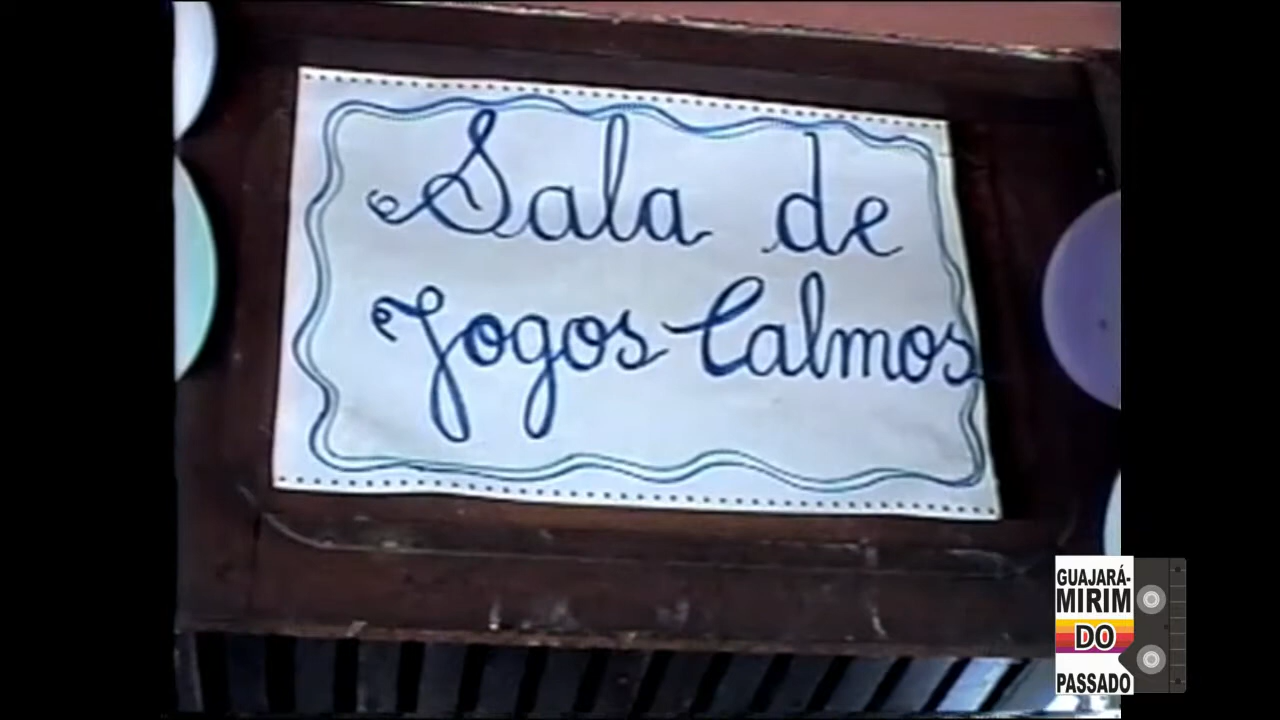 Sala de
Jogos Calmos
GUAJARÁ-
MIRIM
DO
PASSADO